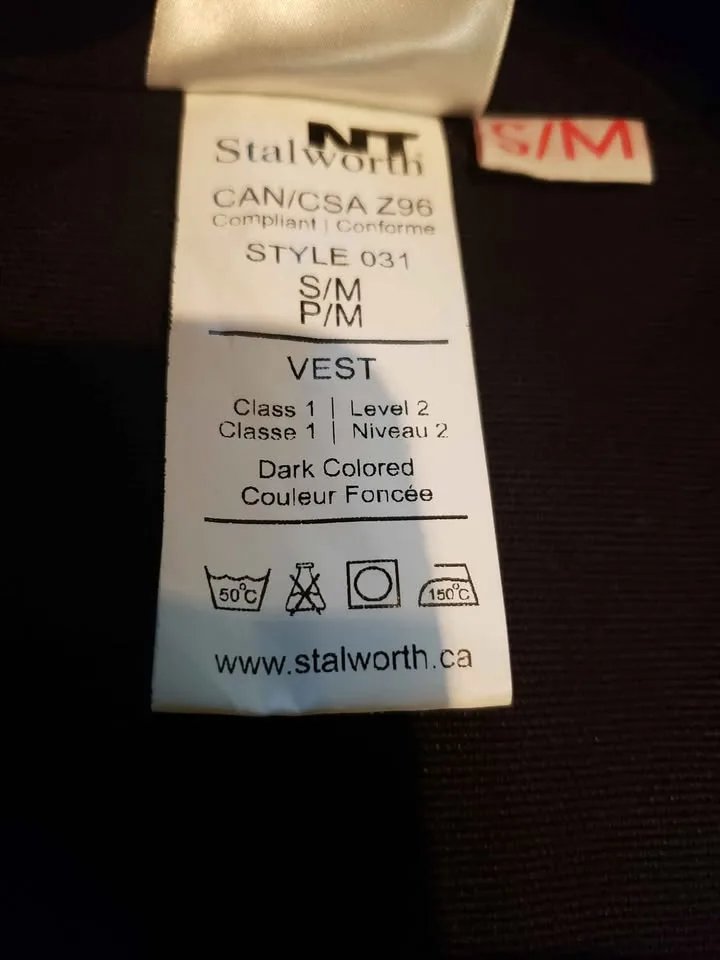 NT
Stalworth
S/M
CAN/CSA Z96
Compliant | Conforme
STYLE 031
S/M
P/M
VEST
Class 1 | Level 2
Classe 1 | Niveau 2
Dark Colored
Couleur Foncée
50°C
150°C
www.stalworth.ca